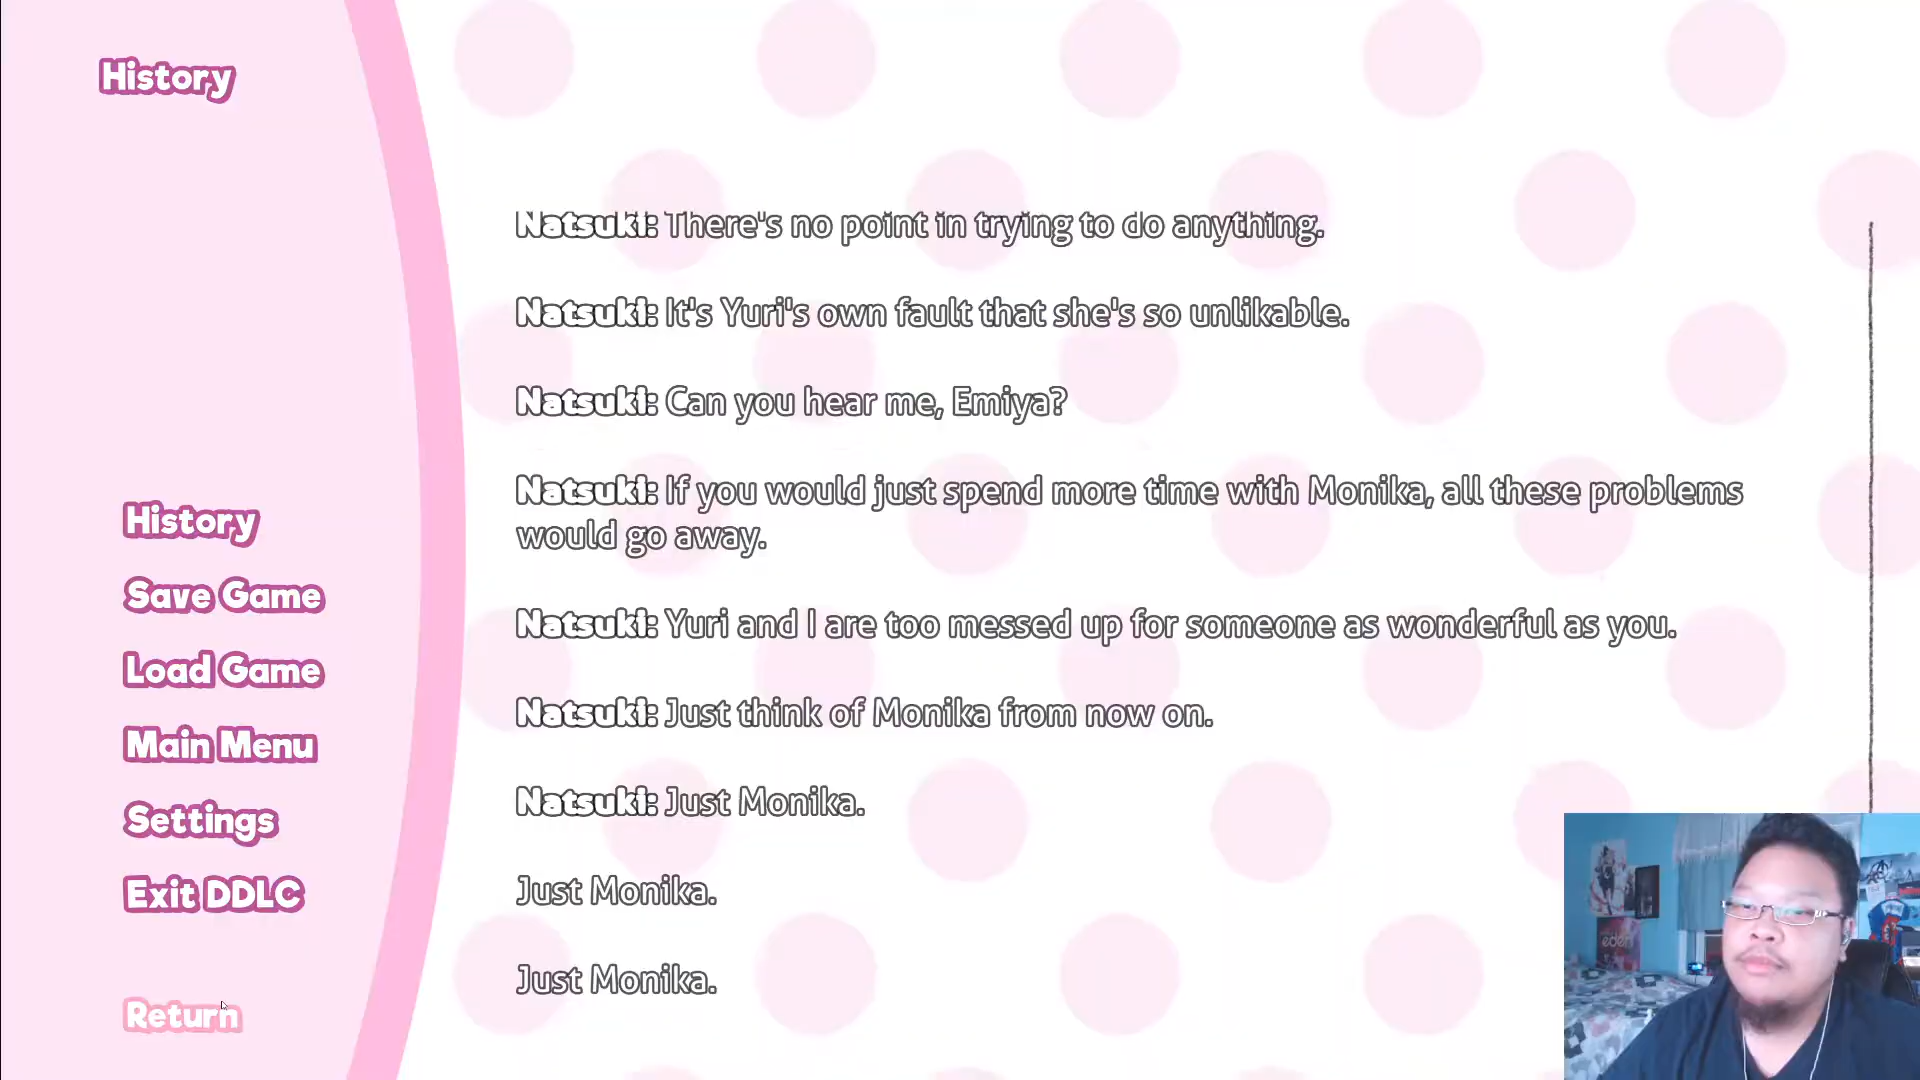 History
Natsuki: There's no point in trying to do anything.
Natsuki: It's Yuri's own fault that she's so unlikable.
Natsuki: Can you hear me, Emiya?
Natsuki: If you would just spend more time with Monika, all these problems
would go away.
Natsuki: Yuri and I are too messed up for someone as wonderful as you.
Natsuki: Just think of Monika from now on.
Natsuki: Just Monika.
Just Monika.
Just Monika.
History
Save Game
Load Game
Main Menu
Settings
Exit DDLC
Return
eden